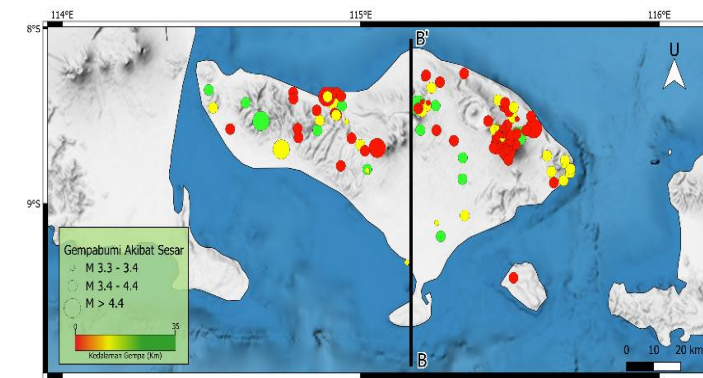 114°E 115°E 116°E
8°S
B'
U
9°S
Gempabumi Akibat Sesar
M 3.3 - 3.4
M 3.4 - 4.4
M > 4.4
0 35
Kedalaman Gempa (Km)
B
0 10 20 km